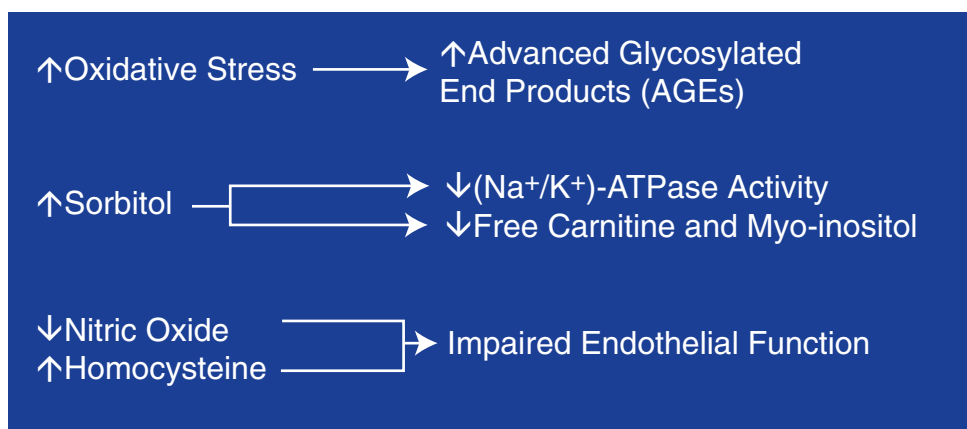 ↑Oxidative Stress
↑Advanced Glycosylated
End Products (AGEs)
↑Sorbitol
↓(Na+/K+)-ATPase Activity
↓Free Carnitine and Myo-inositol
↓Nitric Oxide
↑Homocysteine
Impaired Endothelial Function